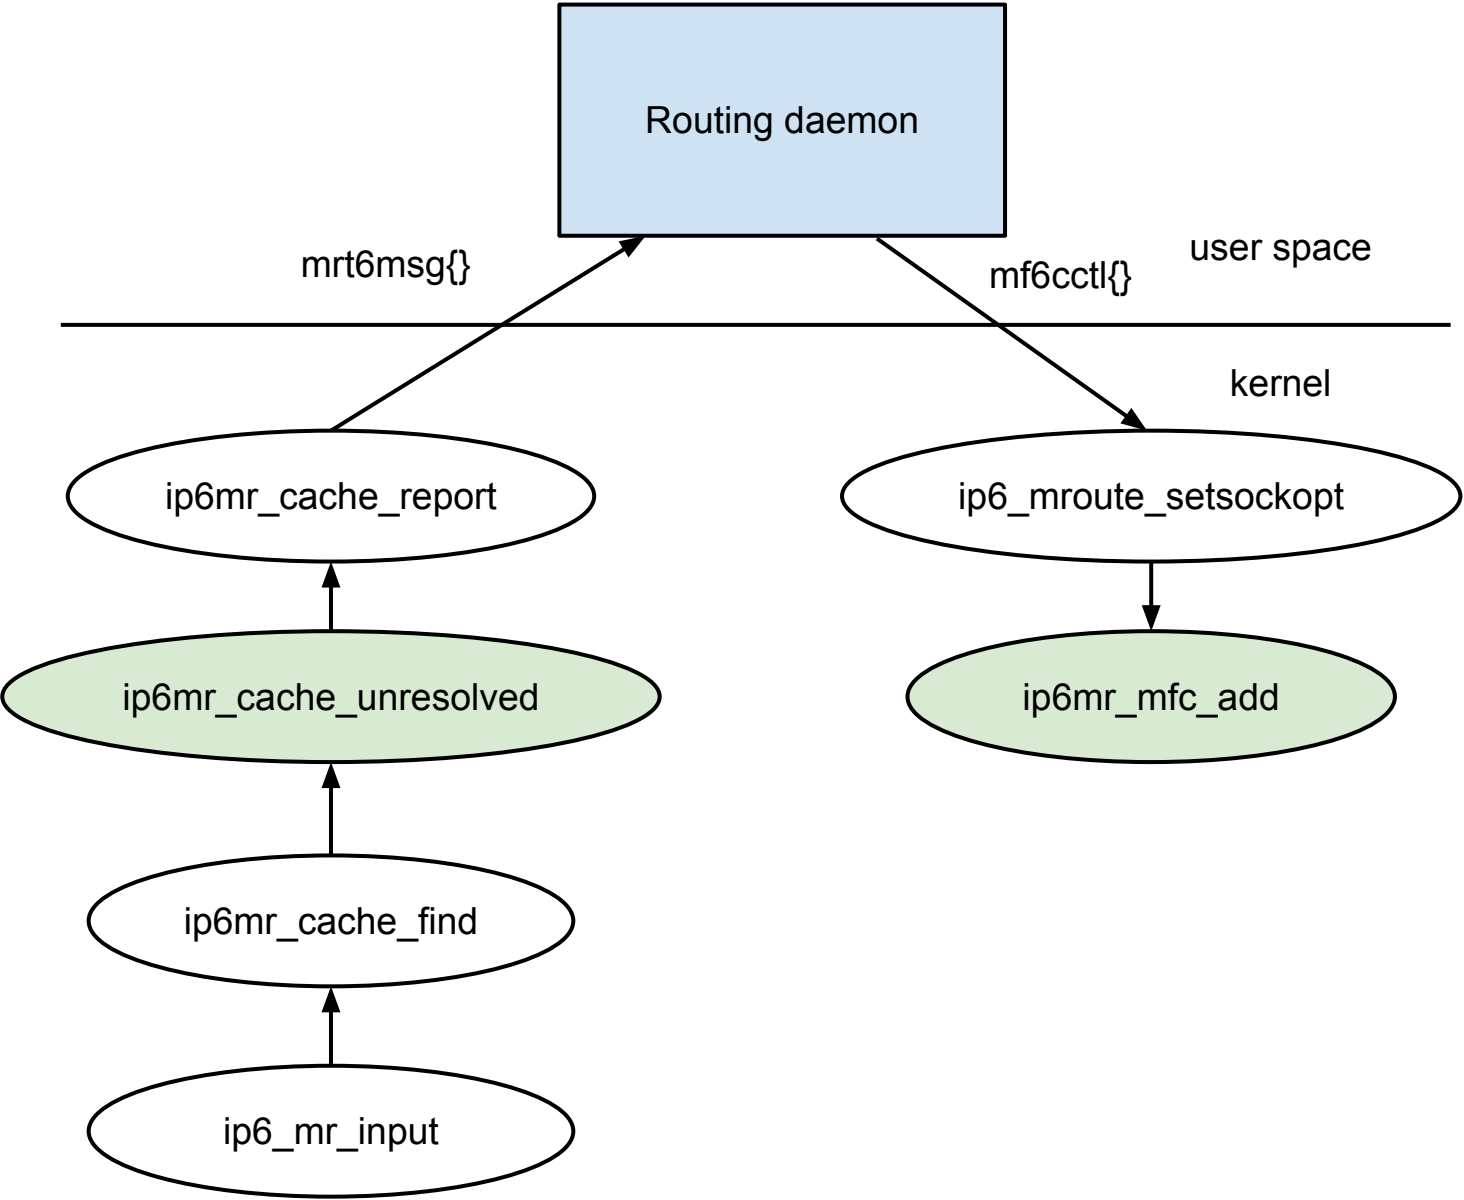 Routing daemon
mrt6msg{}
mf6cctl{}
user space
kernel
ip6mr_cache_report
ip6_mroute_setsockopt
ip6mr_cache_unresolved
ip6mr_mfc_add
ip6mr_cache_find
ip6_mr_input